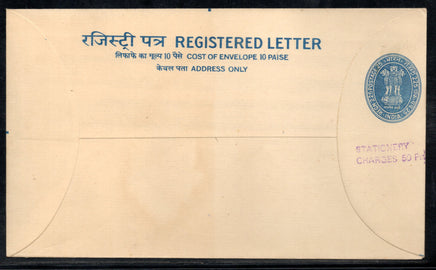 रजिस्ट्री पत्र REGISTERED LETTER
लिफाफे का मूल्य 10 पैसे COST OF ENVELOPE 10 PAISE
केवल पता ADDRESS ONLY
STATIONERY
CHARGES 50